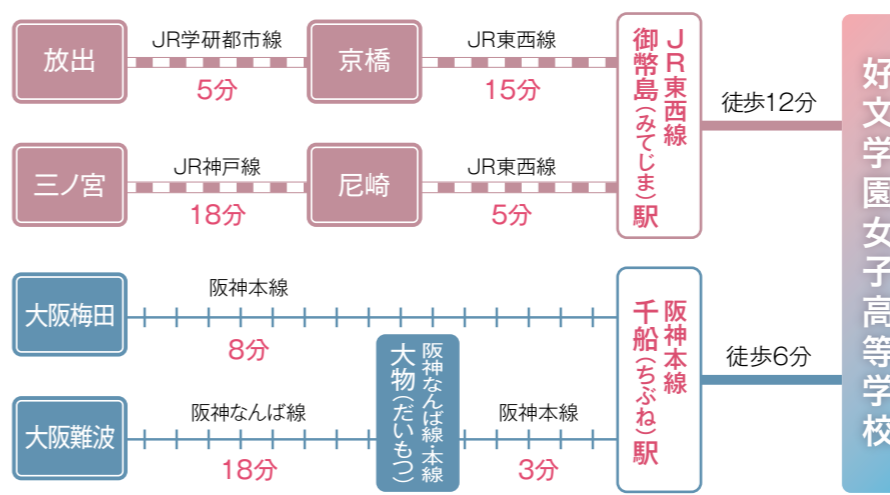 放出
JR学研都市線
5分
京橋
JR東西線
15分
三ノ宮
JR神戸線
18分
尼崎
JR東西線
5分
JR東西線
御幣島(みてじま)駅
徒歩12分
大阪梅田
阪神本線
8分
大阪難波
阪神なんば線
18分
阪神なんば線・本線
大物(だいもつ)
阪神本線
3分
阪神本線
千船(ちぶね)駅
徒歩6分
好文学園女子高等学校